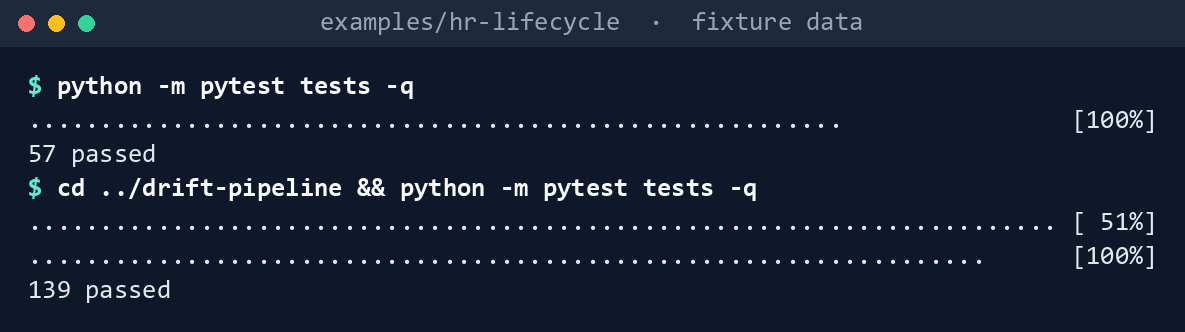 examples/hr-lifecycle · fixture data
$ python -m pytest tests -q
......................................................... [100%]
57 passed
$ cd ../drift-pipeline && python -m pytest tests -q
........................................................................ [ 51%]
................................................................... [100%]
139 passed